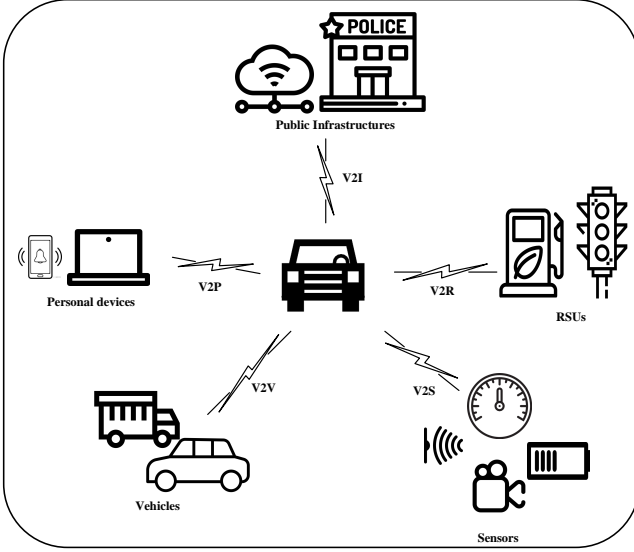 POLICE
Public Infrastructures
V2I
Personal devices
V2P
V2R
RSUs
V2V
V2S
Vehicles
Sensors